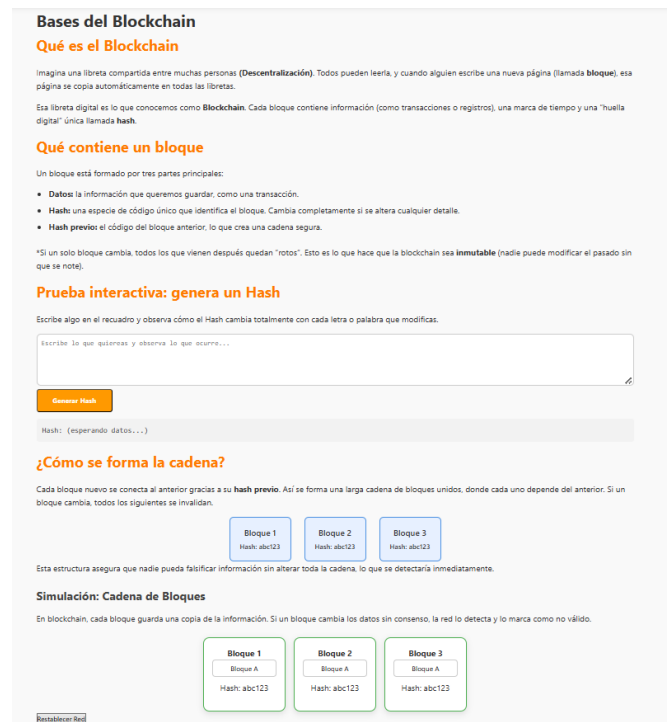 Bases del Blockchain
Qué es el Blockchain
Imagina una libreta compartida entre muchas personas (Descentralización). Todos pueden leerla, y cuando alguien escribe una nueva página (llamada bloque), esa
página se copia automáticamente en todas las libretas.
Esa libreta digital es lo que conocemos como Blockchain. Cada bloque contiene información (como transacciones o registros), una marca de tiempo y una "huella
digital" única llamada hash.
Qué contiene un bloque
Un bloque está formado por tres partes principales:
• Datos: la información que queremos guardar, como una transacción.
• Hash: una especie de código único que identifica el bloque. Cambia completamente si se altera cualquier detalle.
• Hash previo: el código del bloque anterior, lo que crea una cadena segura.
*Si un solo bloque cambia, todos los que vienen después quedan "rotos". Esto es lo que hace que la blockchain sea inmutable (nadie puede modificar el pasado sin
que se note).
Prueba interactiva: genera un Hash
Escribe algo en el recuadro y observa cómo el Hash cambia totalmente con cada letra o palabra que modificas.
Escribe lo que quiereas y observa lo que ocurre...
Generar Hash
Hash: (esperando datos...)
¿Cómo se forma la cadena?
Cada bloque nuevo se conecta al anterior gracias a su hash previo. Así se forma una larga cadena de bloques unidos, donde cada uno depende del anterior. Si un
bloque cambia, todos los siguientes se invalidan.
Bloque 1 Bloque 2 Bloque 3
Hash: abc123 Hash: abc123 Hash: abc123
Esta estructura asegura que nadie pueda falsificar información sin alterar toda la cadena, lo que se detectaría inmediatamente.
Simulación: Cadena de Bloques
En blockchain, cada bloque guarda una copia de la información. Si un bloque cambia los datos sin consenso, la red lo detecta y lo marca como no válido.
Bloque 1 Bloque 2 Bloque 3
Bloque A Bloque A Bloque A
Hash: abc123 Hash: abc123 Hash: abc123
Restablecer Red